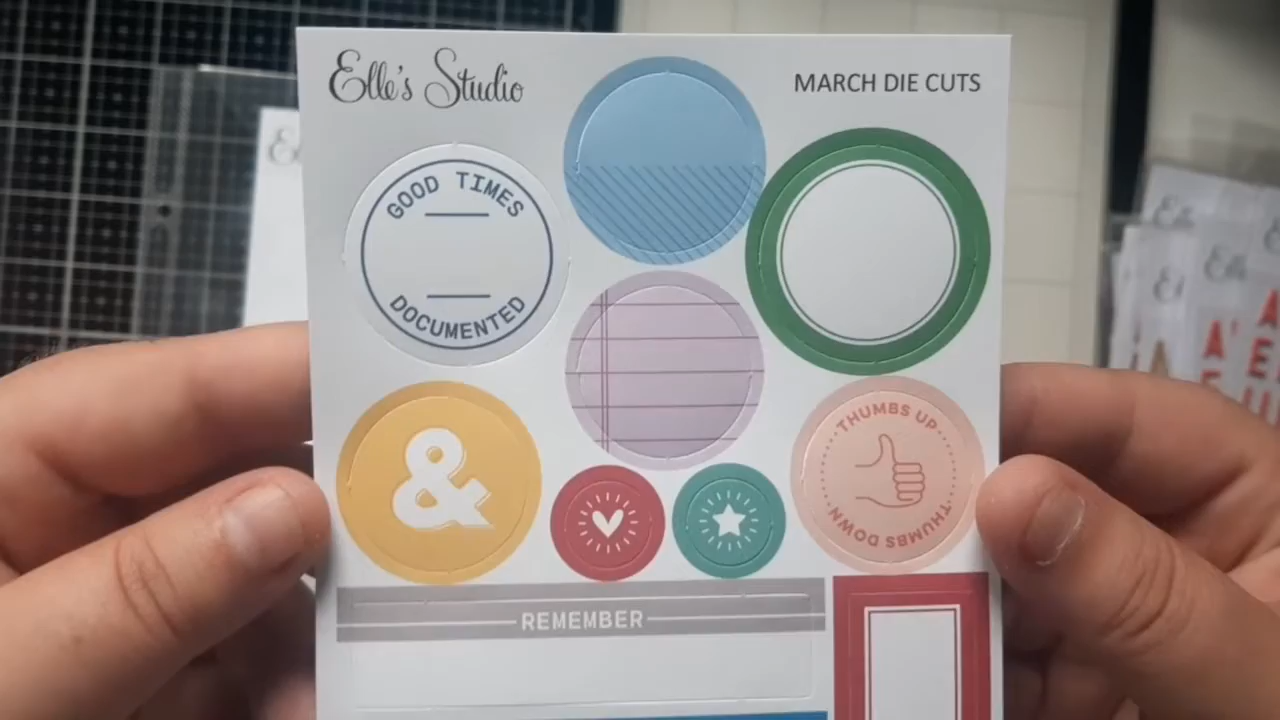 Elle's Studio
MARCH DIE CUTS
GOOD TIMES
DOCUMENTED
&
THUMBS UP
THUMBS DOWN
REMEMBER